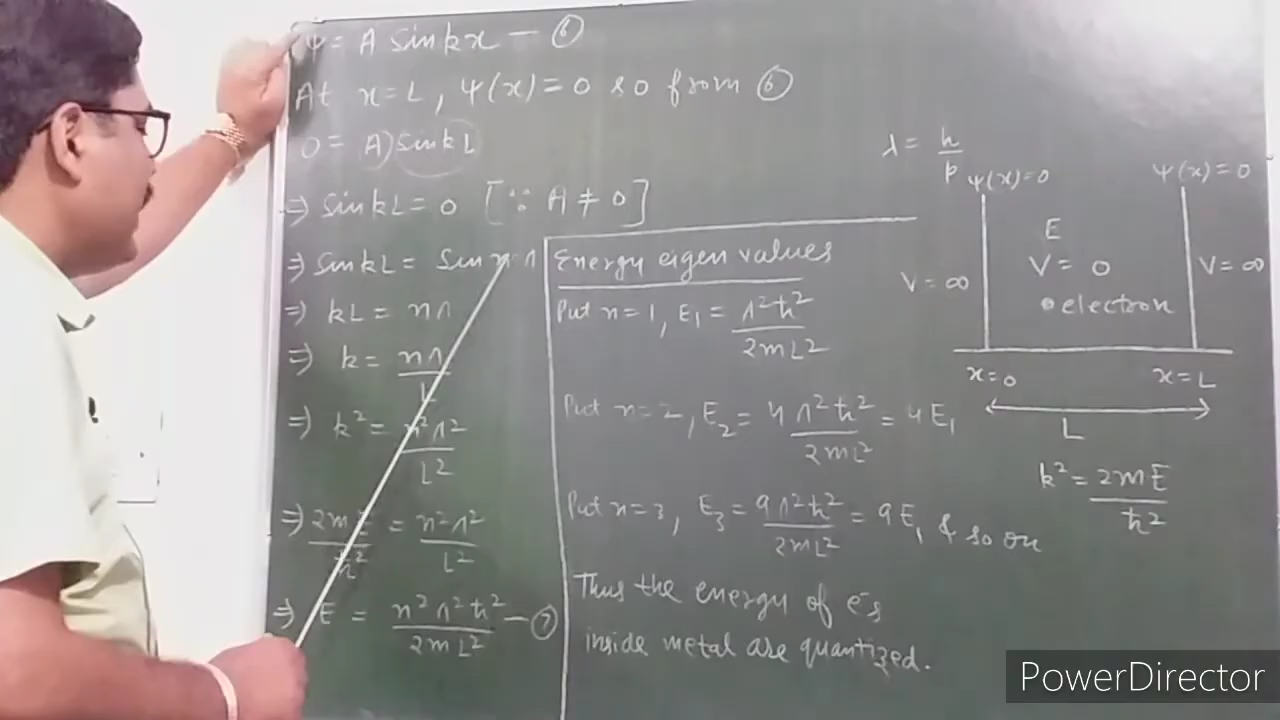 ψ = A sin kx — ⑥
At x = L, ψ(x) = 0 so from ⑥
0 = A) sin kL
⇒ sin kL = 0 [∵ A ≠ 0]
⇒ sin kL = sin nπ
⇒ kL = nπ
⇒ k = nπ/L
⇒ k² = n²π²/L²
⇒ 2mE/ħ² = n²π²/L²
⇒ E = n²π²ħ²/2mL² — ⑦
Energy eigen values
Put n = 1, E₁ = π²ħ²/2mL²
Put n = 2, E₂ = 4π²ħ²/2mL² = 4E₁
Put n = 3, E₃ = 9π²ħ²/2mL² = 9E₁ & so on
Thus the energy of e⁻s
inside metal are quantized.
λ = h/p
ψ(x) = 0 ψ(x) = 0
E
V = ∞ V = 0 V = ∞
electron
x = 0 x = L
L
k² = 2mE/ħ²
PowerDirector